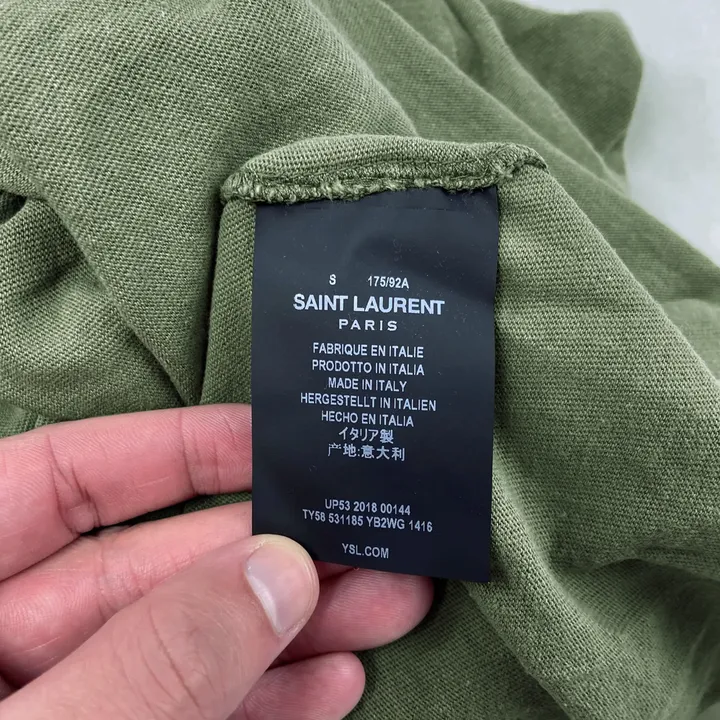 S 175/92A
SAINT LAURENT
PARIS
FABRIQUE EN ITALIE
PRODOTTO IN ITALIA
MADE IN ITALY
HERGESTELLT IN ITALIEN
HECHO EN ITALIA
イタリア製
产地:意大利
UP53 2018 00144
TY58 531185 YB2WG 1416
YSL.COM